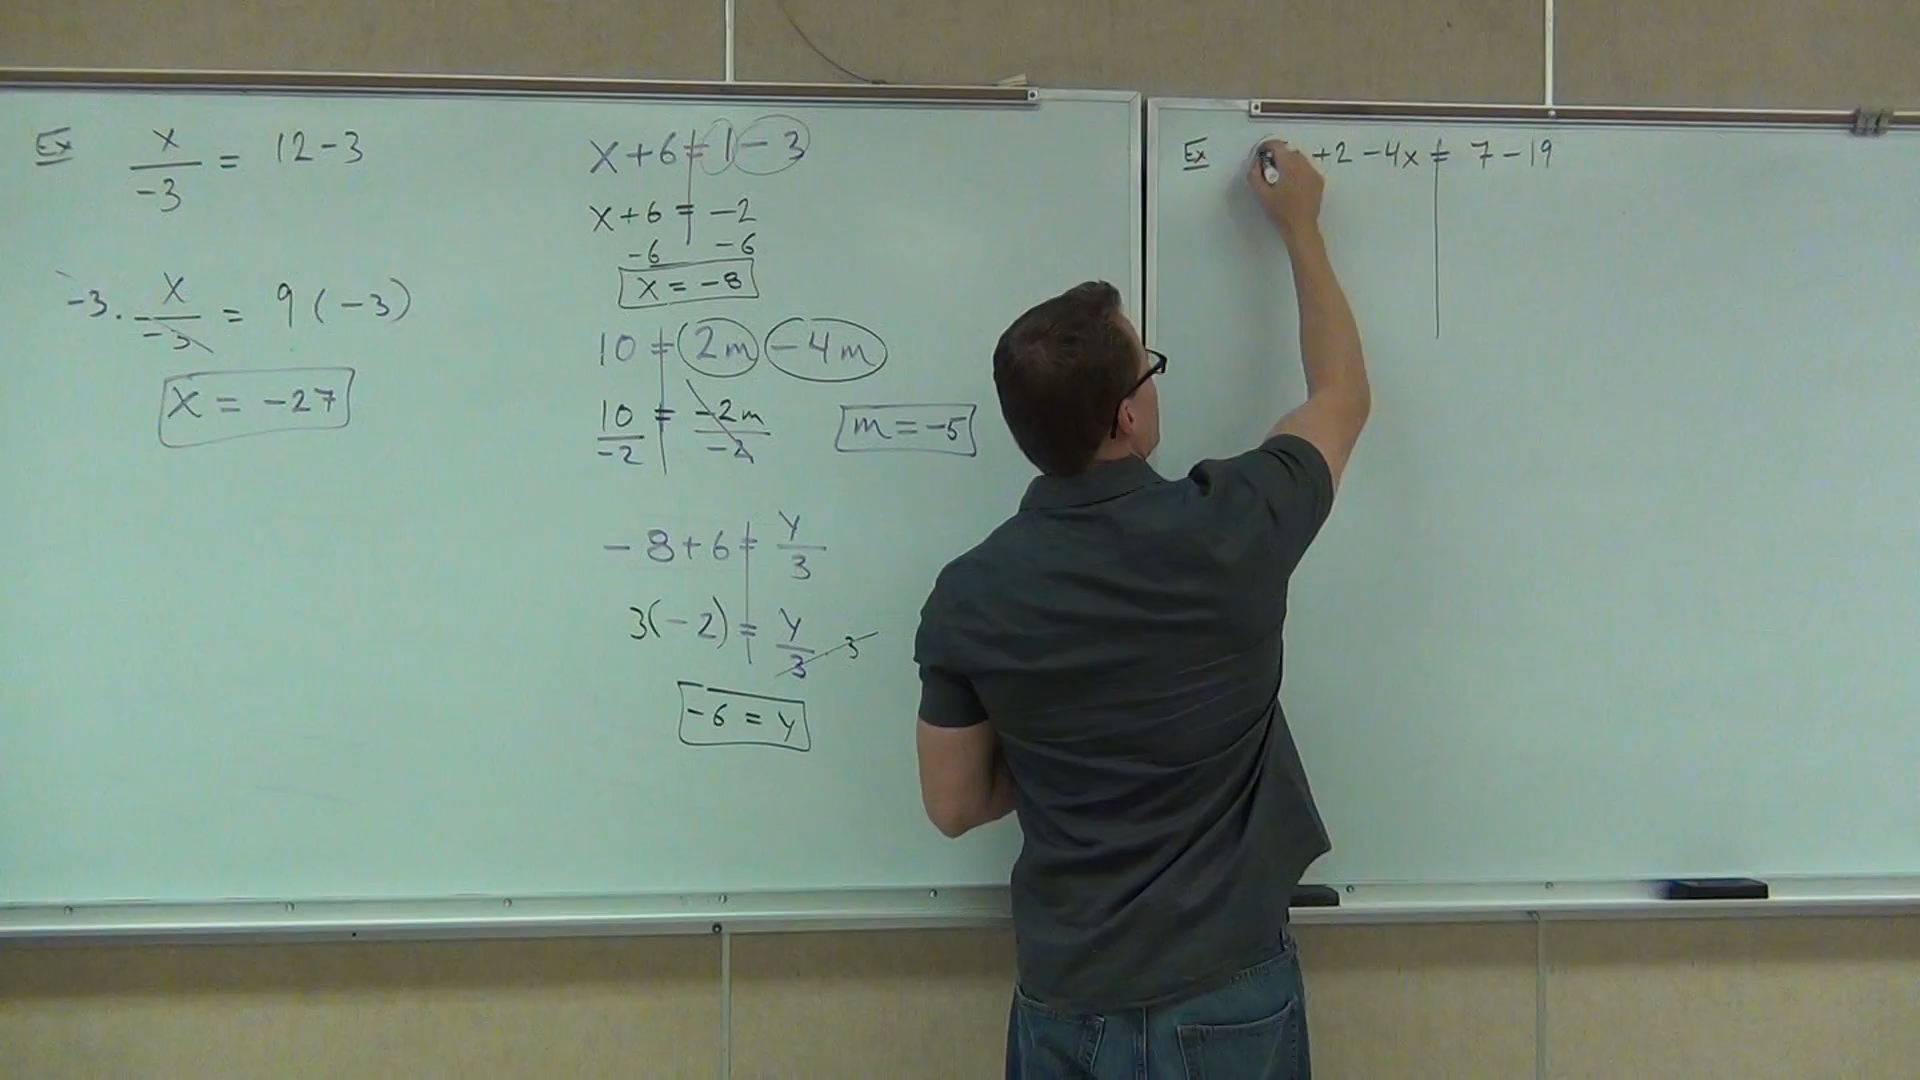 Ex x/-3 = 12-3
-3 · x/-3 = 9(-3)
x = -27
x+6 = 1-3
x+6 = -2
-6 -6
x = -8
10 = 2m -4m
10/-2 = -2m/-2
m = -5
-8+6 = y/3
3(-2) = y/3 · 3
-6 = y
Ex +2 -4x = 7-19